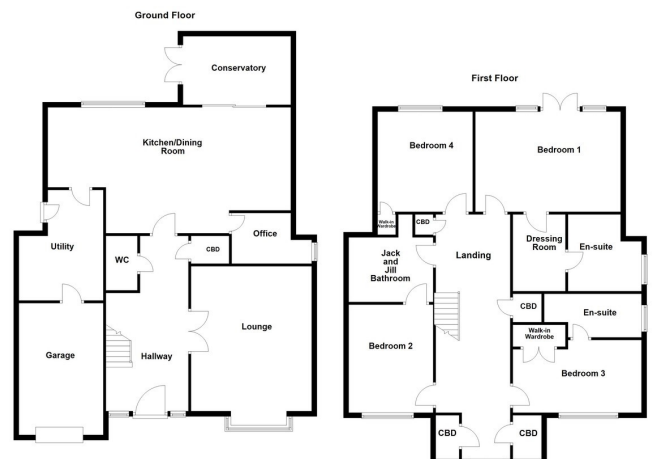 Ground Floor
Conservatory
Kitchen/Dining
Room
Office
CBD
WC
Utility
Lounge
Garage
Hallway
First Floor
Bedroom 4
Bedroom 1
Walk-in
Wardrobe
CBD
Landing
Dressing
Room
En-suite
Jack
and
Jill
Bathroom
CBD
En-suite
Walk-in
Wardrobe
Bedroom 2
Bedroom 3
CBD
CBD